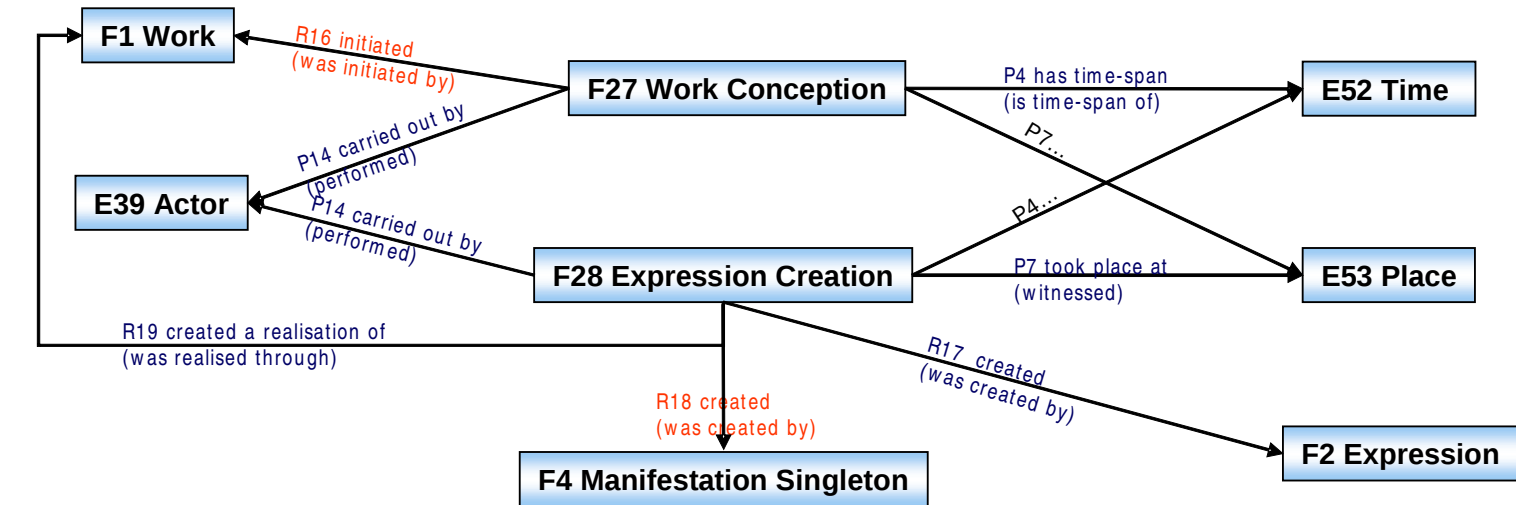 F1 Work
R16 initiated
(was initiated by)
F27 Work Conception
P4 has time-span
(is time-span of)
E52 Time
P14 carried out by
(performed)
P7...
E39 Actor
P14 carried out by
(performed)
P4...
F28 Expression Creation
P7 took place at
(witnessed)
E53 Place
R19 created a realisation of
(was realised through)
R17 created
(was created by)
R18 created
(was created by)
F2 Expression
F4 Manifestation Singleton